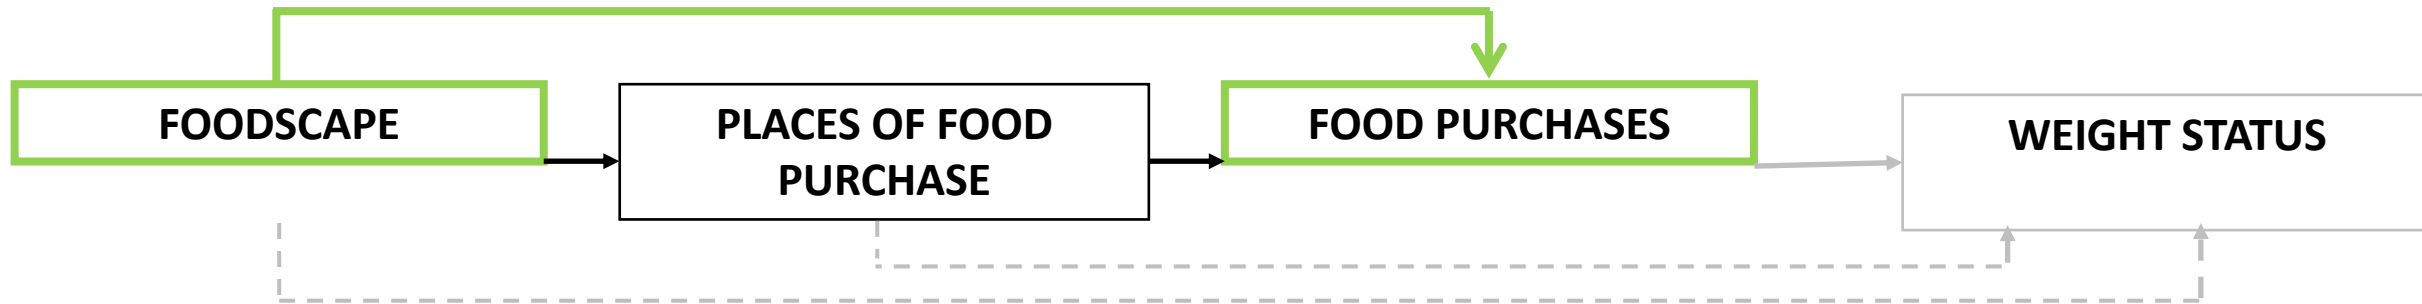 FOODSCAPE
PLACES OF FOOD
PURCHASE
FOOD PURCHASES
WEIGHT STATUS